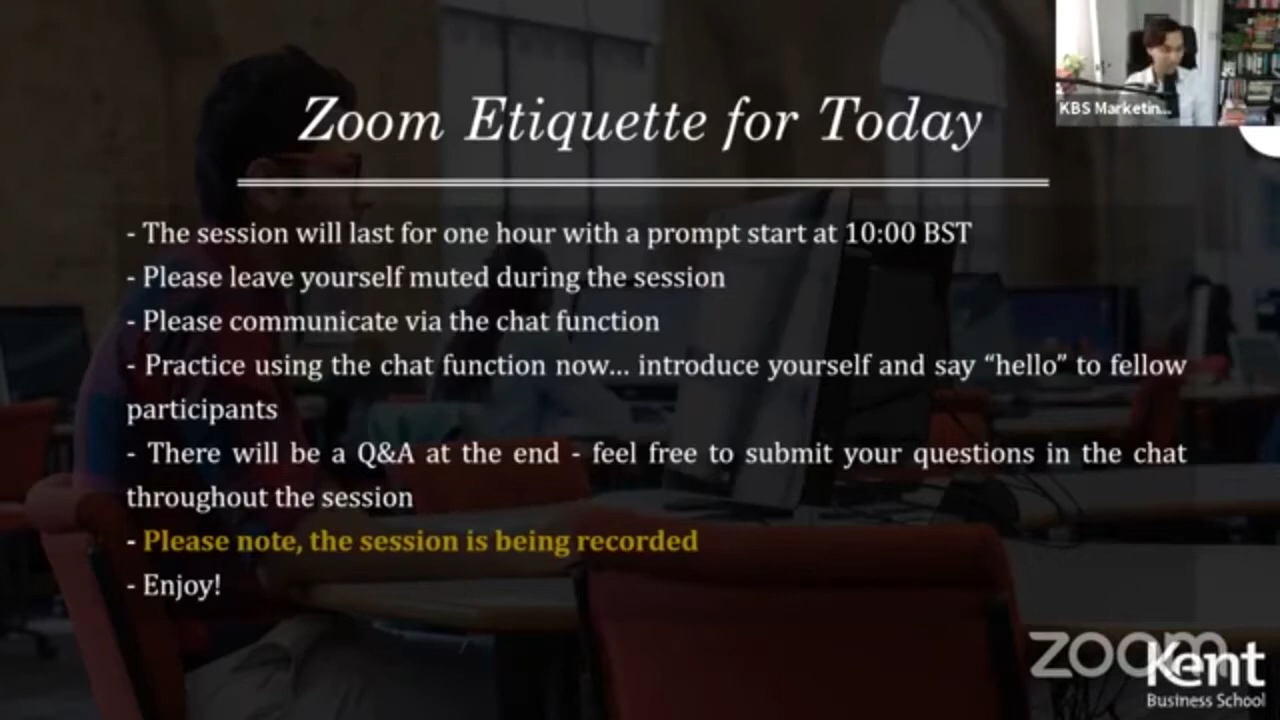 Zoom Etiquette for Today
KBS Marketin...
- The session will last for one hour with a prompt start at 10:00 BST
- Please leave yourself muted during the session
- Please communicate via the chat function
- Practice using the chat function now... introduce yourself and say “hello” to fellow
participants
- There will be a Q&A at the end - feel free to submit your questions in the chat
throughout the session
- Please note, the session is being recorded
- Enjoy!
zoom
Kent
Business School